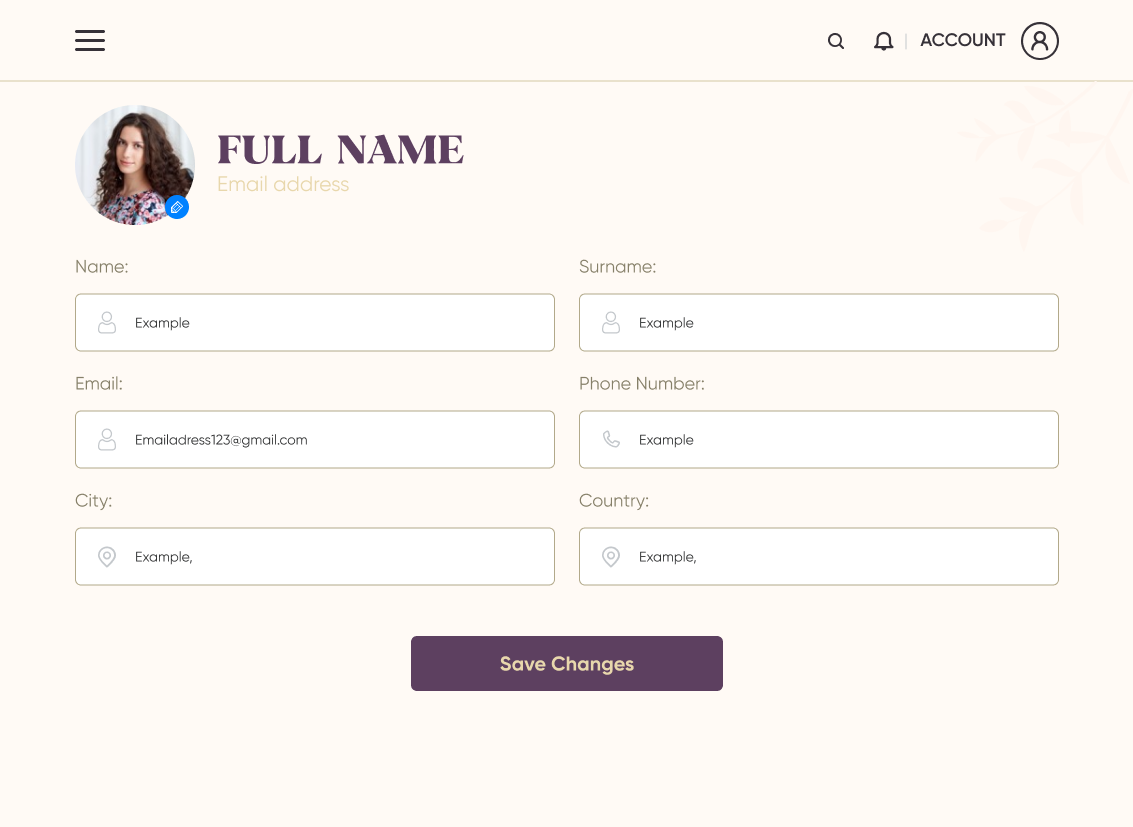 ACCOUNT
FULL NAME
Email address
Name:
Surname:
Example
Example
Email:
Phone Number:
Emailadress123@gmail.com
Example
City:
Country:
Example,
Example,
Save Changes